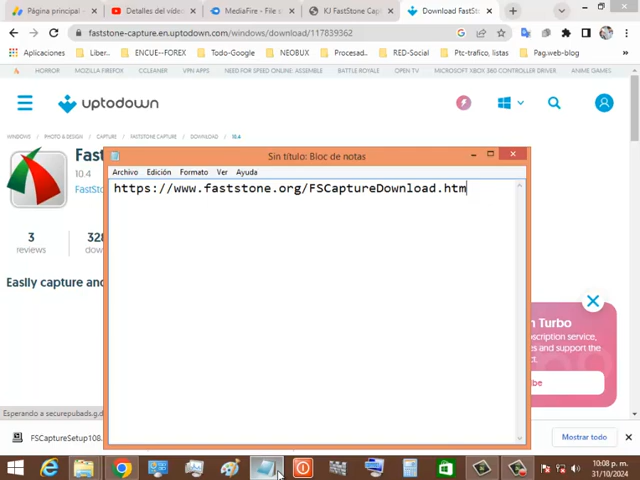 Página principal
Detalles del vídeo
MediaFire - File s
KJ FastStone Cap
Download FastSt
faststone-capture.en.uptodown.com/windows/download/117839362
Aplicaciones
Liber..
ENCUE--FOREX
Todo-Google
NEOBUX
Procesad..
RED-Social
Ptc-trafico, listas
Pag.web-blog
HORROR
MOZILLA FIREFOX
CCLEANER
VPN APPS
NEED FOR SPEED: ASSEMBLE
BATTLE ROYALE
OPEN TV
MICROSOFT XBOX 360 CONTROLLER DRIVER
ANIME GAMES
uptodown
WINDOWS / PHOTO & DESIGN / CAPTURE / FASTSTONE CAPTURE / DOWNLOAD / 10.4
Fast
10.4
FastSt
3
reviews
328
dow
Easily capture and
Sin título: Bloc de notas
Archivo Edición Formato Ver Ayuda
https://www.faststone.org/FSCaptureDownload.htm
n Turbo
scription service,
es and support the
ct.
be
Esperando a securepubads.g.d
FSCaptureSetup108.
Mostrar todo
10:08 p. m.
31/10/2024